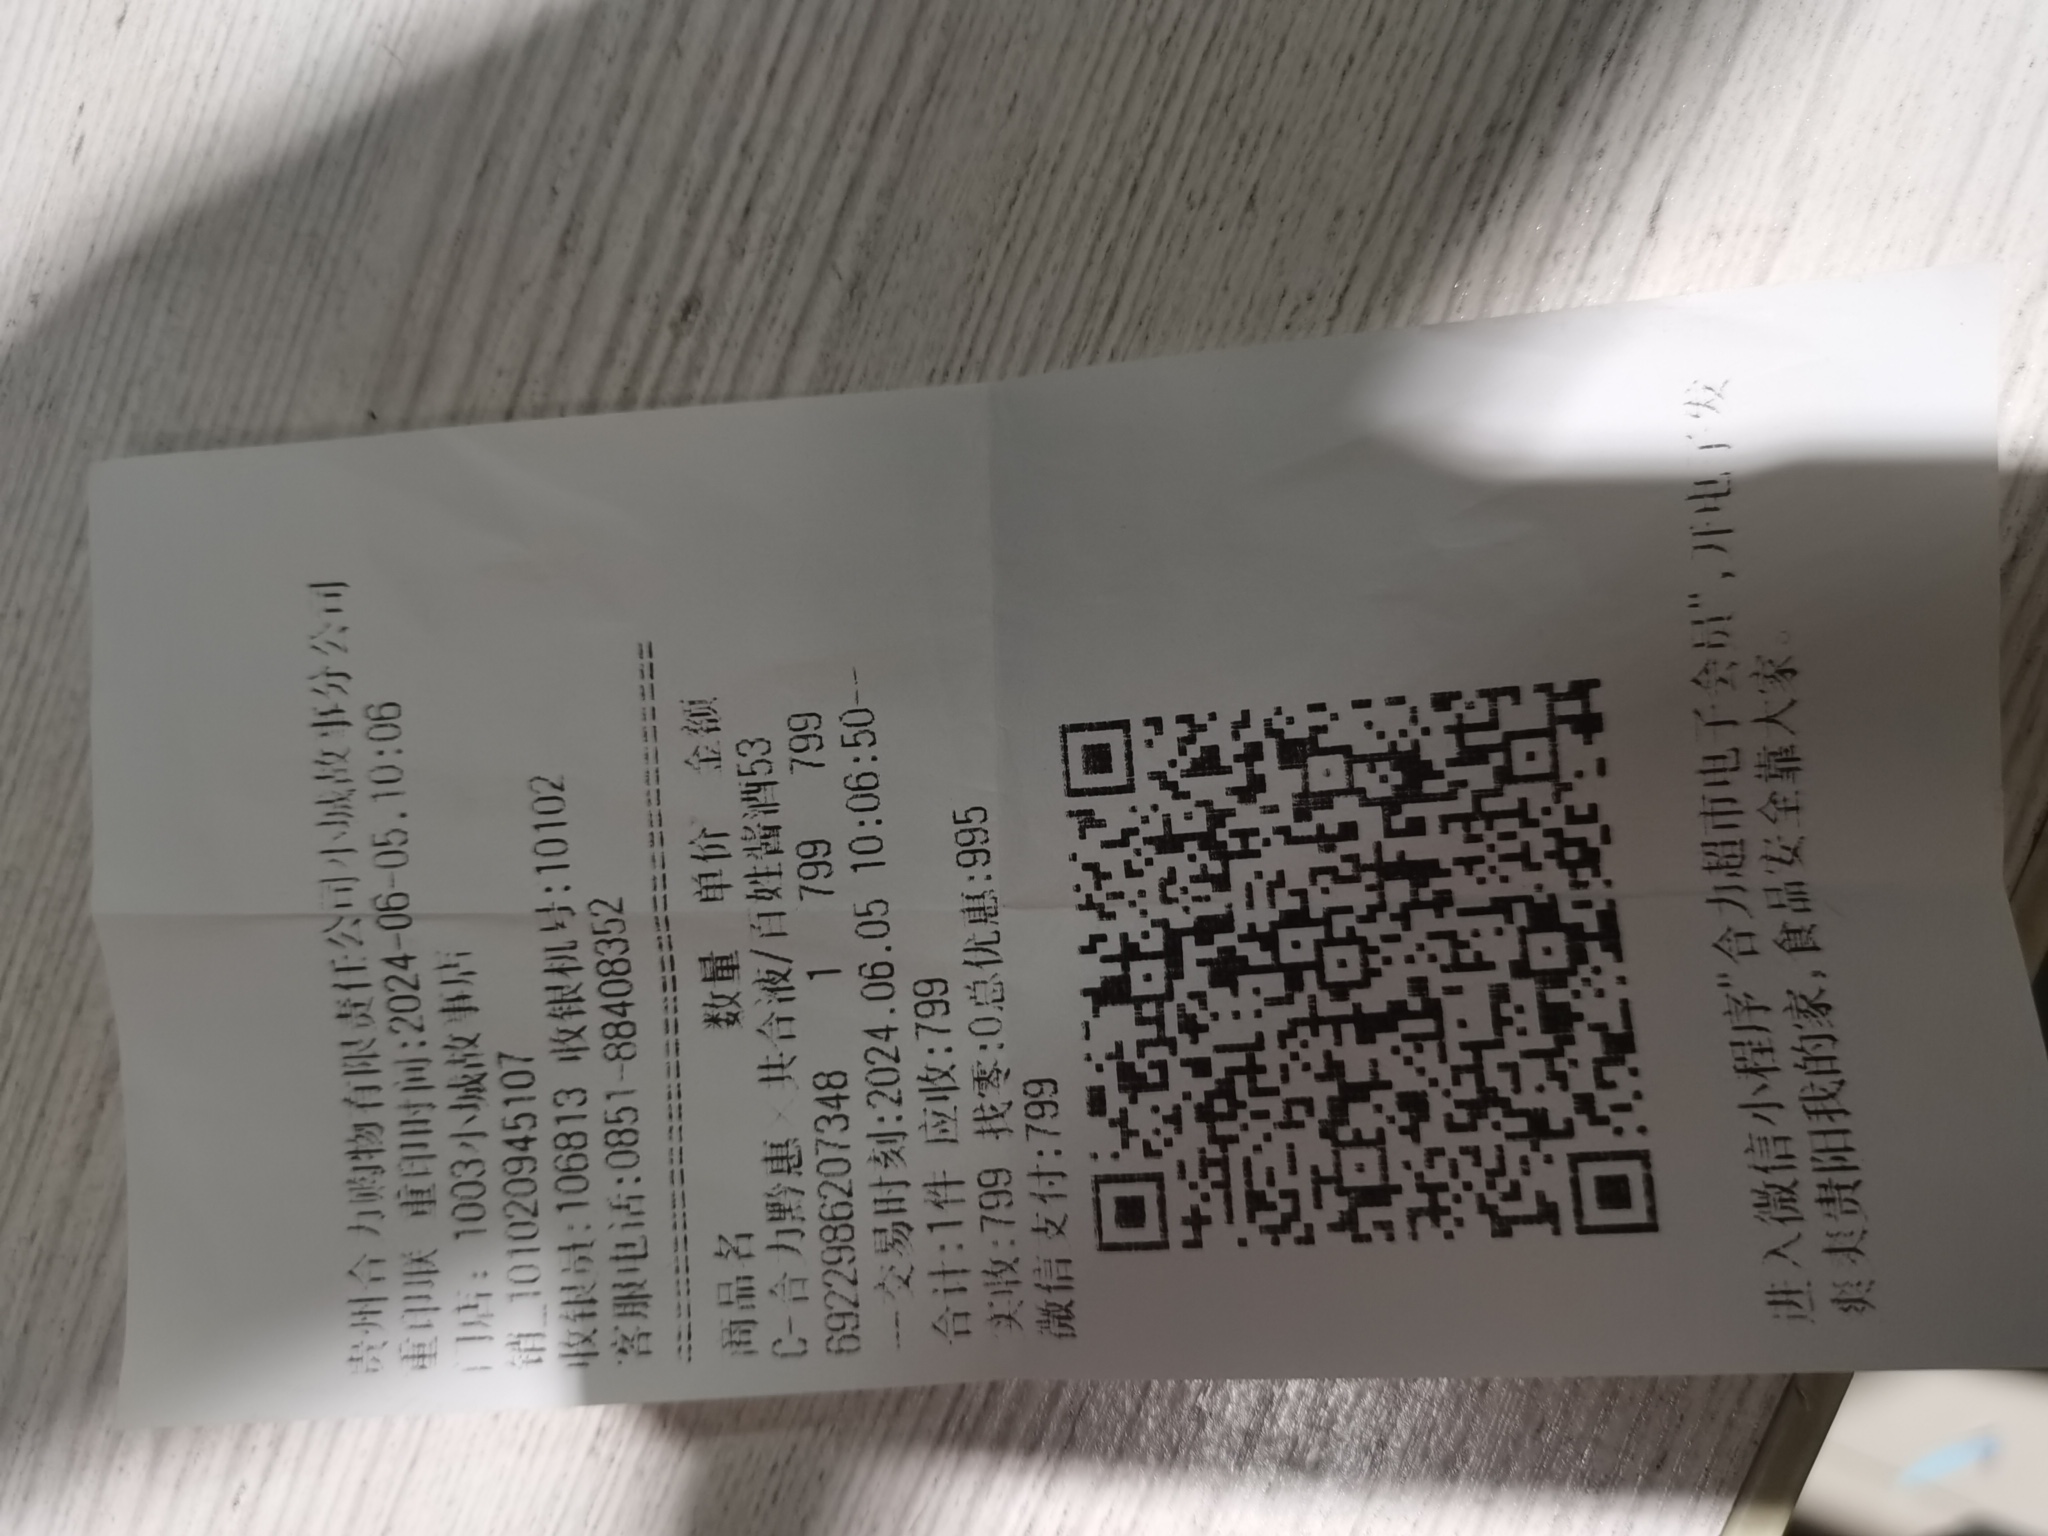 贵州合力购物有限责任公司小城故事分公司
重印联 重印时间:2024-06-05.10:06
门店: 1003小城故事店
销_1010209451​07
收银员:106813 收银机号:10102
客服电话:0851-88408352
商品名 数量 单价 金额
C-合力黔惠×共合液/百姓酱酒53
6922986207348 1 799 799
---交易时刻:2024.06.05 10:06:50---
合计:1件 应收:799
实收:799 找零:0总优惠:995
微信支付:799
进入微信小程序"合力超市电子会员",开电子发
爽爽贵阳我的家,食品安全靠大家。